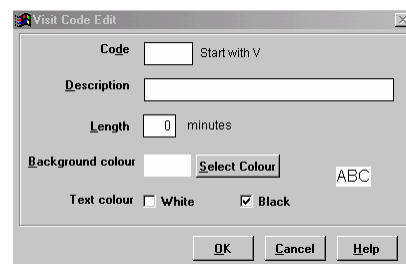 Visit Code Edit
Code Start with V
Description
Length 0 minutes
Background colour Select Colour
ABC
Text colour White Black
OK Cancel Help